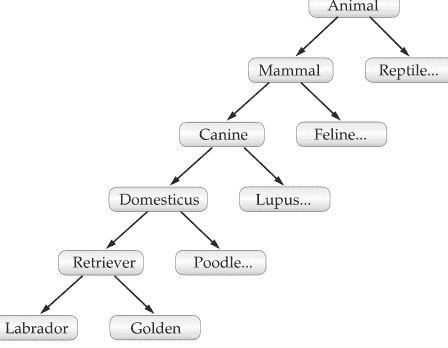 Animal
Mammal
Reptile...
Canine
Feline...
Domesticus
Lupus...
Retriever
Poodle...
Labrador
Golden